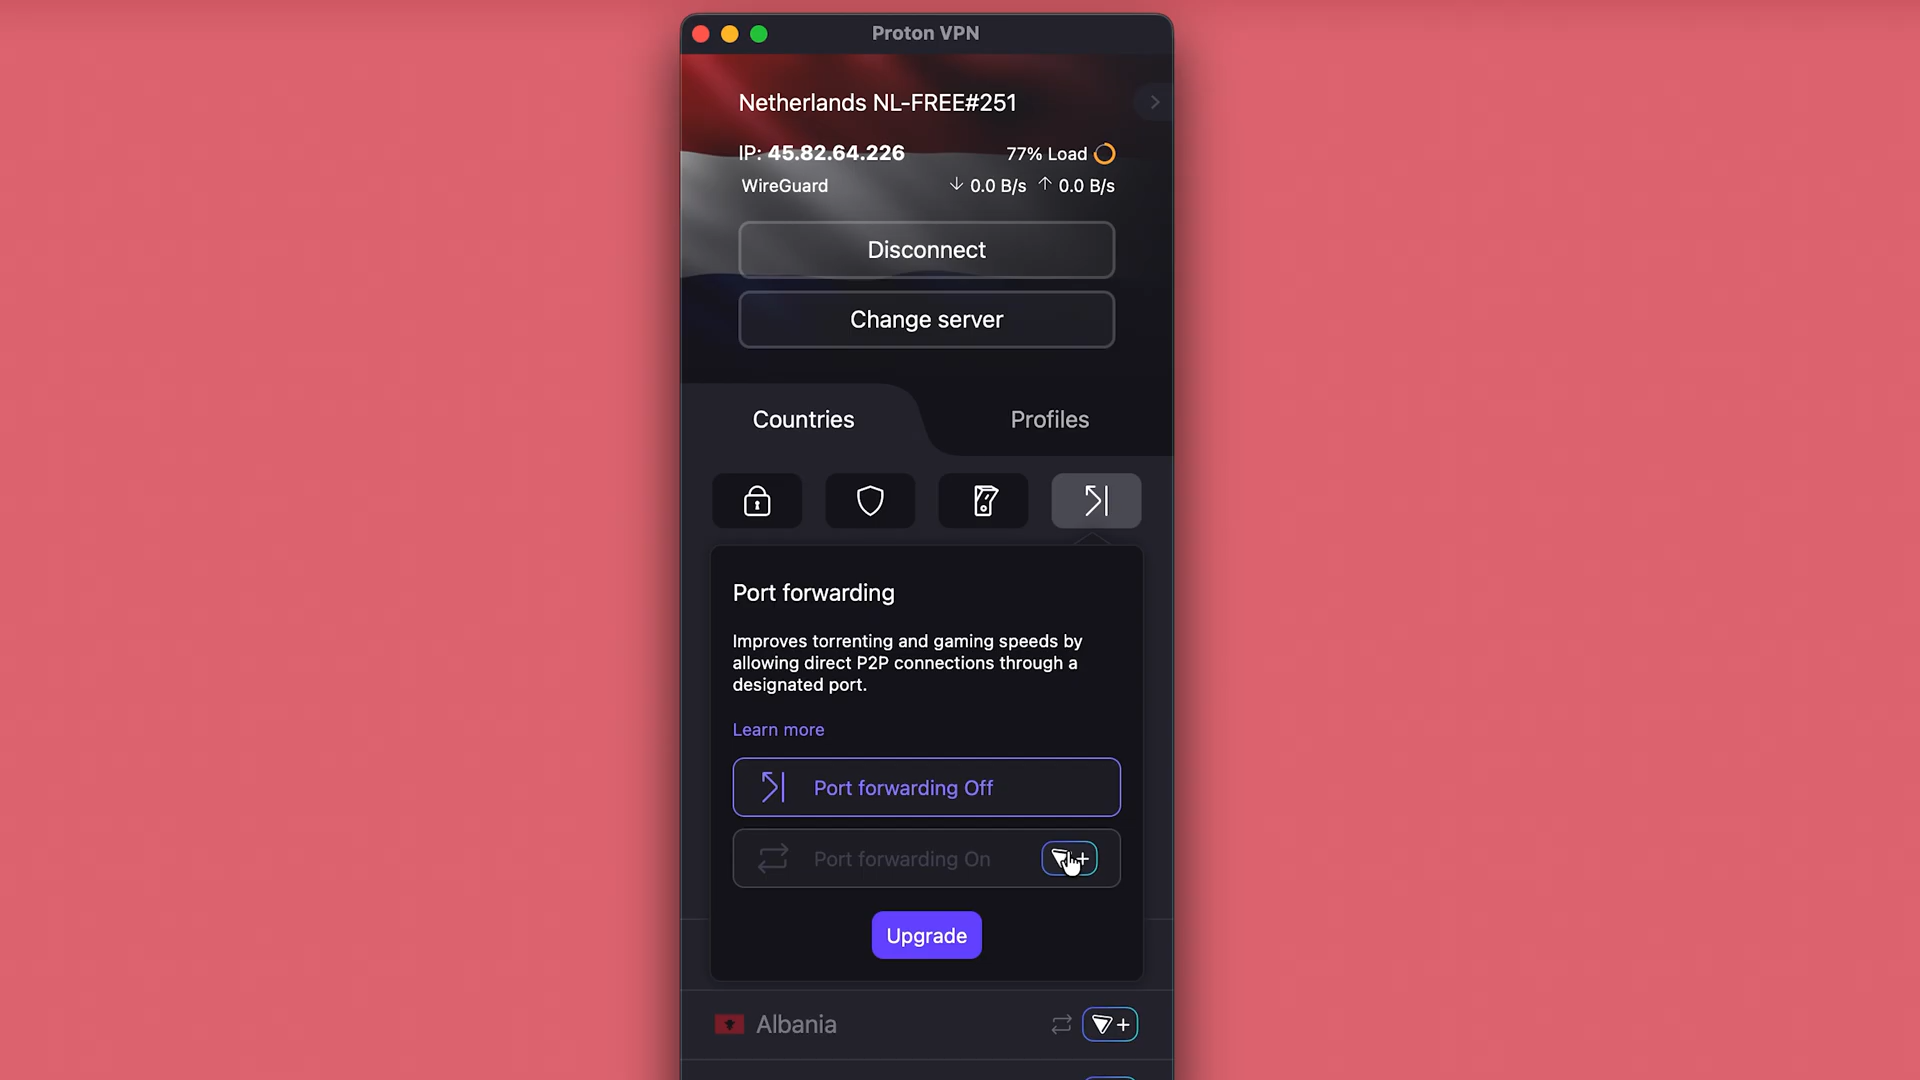 Proton VPN
Netherlands NL-FREE#251
IP: 45.82.64.226
77% Load
WireGuard
0.0 B/s
0.0 B/s
Disconnect
Change server
Countries
Profiles
Port forwarding
Improves torrenting and gaming speeds by
allowing direct P2P connections through a
designated port.
Learn more
Port forwarding Off
Port forwarding On
Upgrade
Albania